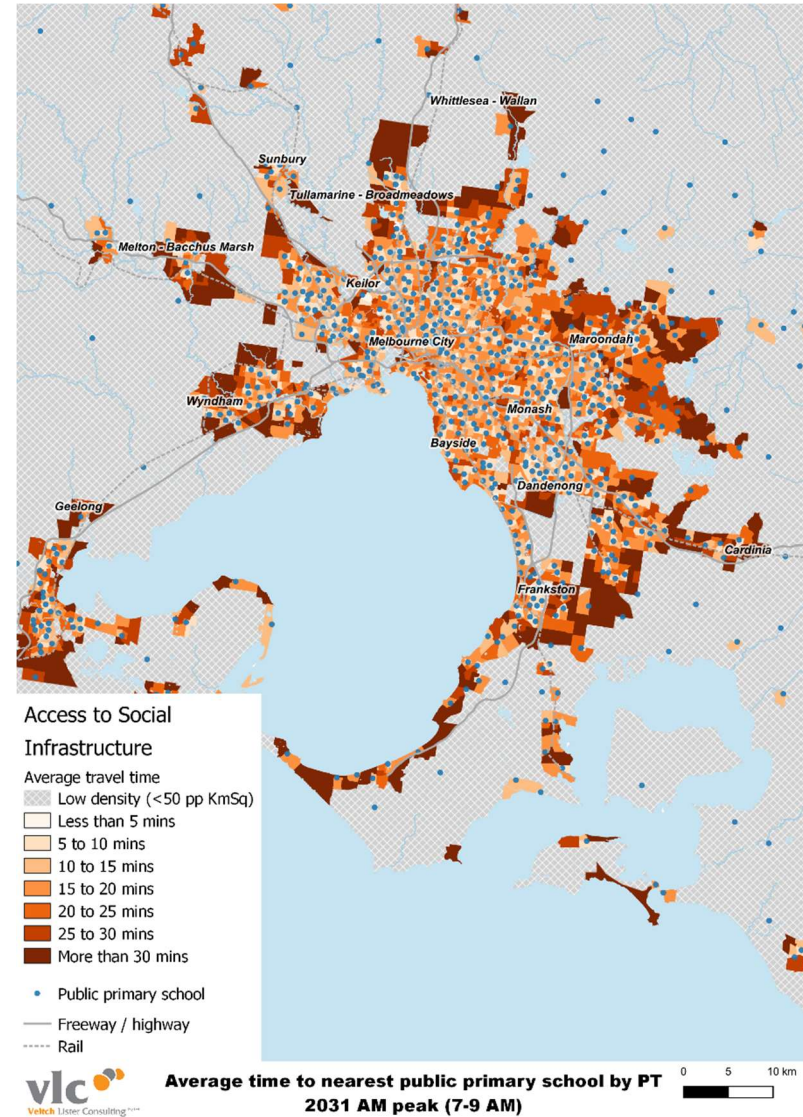 Whittlesea - Wallan
Sunbury
Tullamarine - Broadmeadows
Melton - Bacchus Marsh
Keilor
Melbourne City
Maroondah
Wyndham
Monash
Bayside
Dandenong
Geelong
Cardinia
Frankston
Access to Social
Infrastructure
Average travel time
Low density (<50 pp KmSq)
Less than 5 mins
5 to 10 mins
10 to 15 mins
15 to 20 mins
20 to 25 mins
25 to 30 mins
More than 30 mins
Public primary school
Freeway / highway
Rail
vlc
Veitch Lister Consulting
Average time to nearest public primary school by PT
2031 AM peak (7-9 AM)
0 5 10 km